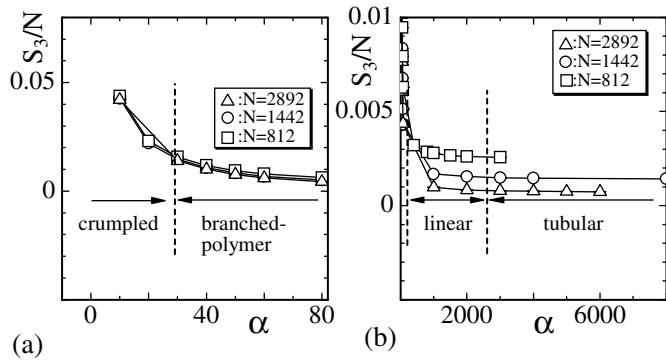 S3/N
0.05
0
△:N=2892
○:N=1442
□:N=812
crumpled
branched-
polymer
0 40 α 80
(a)
0.01
S3/N
0.005
0
△:N=2892
○:N=1442
□:N=812
linear
tubular
2000 α 6000
(b)